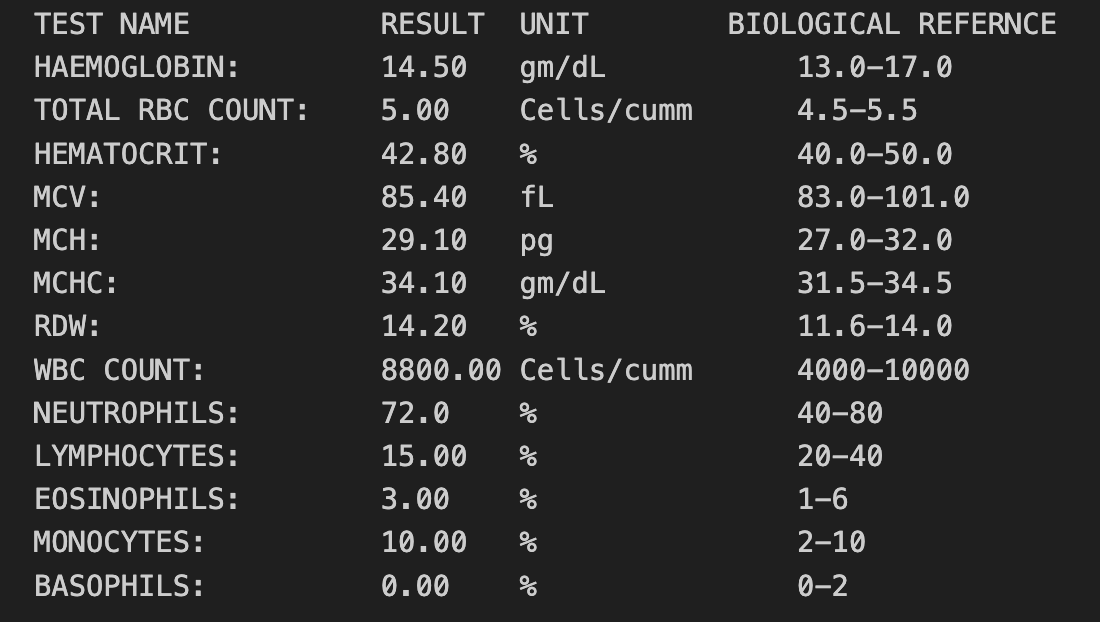 TEST NAME RESULT UNIT BIOLOGICAL REFERNCE
HAEMOGLOBIN: 14.50 gm/dL 13.0-17.0
TOTAL RBC COUNT: 5.00 Cells/cumm 4.5-5.5
HEMATOCRIT: 42.80 % 40.0-50.0
MCV: 85.40 fL 83.0-101.0
MCH: 29.10 pg 27.0-32.0
MCHC: 34.10 gm/dL 31.5-34.5
RDW: 14.20 % 11.6-14.0
WBC COUNT: 8800.00 Cells/cumm 4000-10000
NEUTROPHILS: 72.0 % 40-80
LYMPHOCYTES: 15.00 % 20-40
EOSINOPHILS: 3.00 % 1-6
MONOCYTES: 10.00 % 2-10
BASOPHILS: 0.00 % 0-2